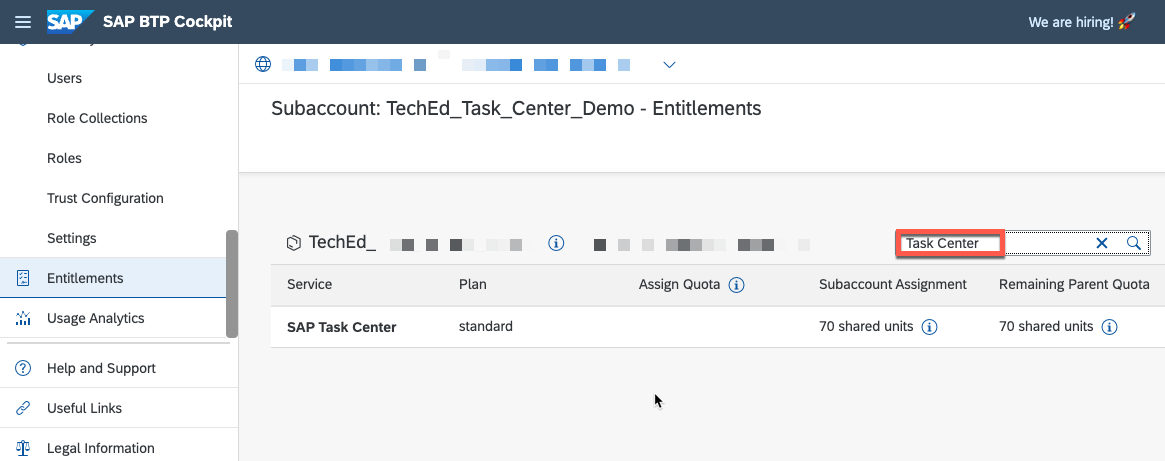 SAP SAP BTP Cockpit We are hiring! 🚀
Users
Role Collections
Roles
Trust Configuration
Settings
Entitlements
Usage Analytics
Help and Support
Useful Links
Legal Information
Subaccount: TechEd_Task_Center_Demo - Entitlements
TechEd_
Task Center
Service Plan Assign Quota Subaccount Assignment Remaining Parent Quota
SAP Task Center standard 70 shared units 70 shared units